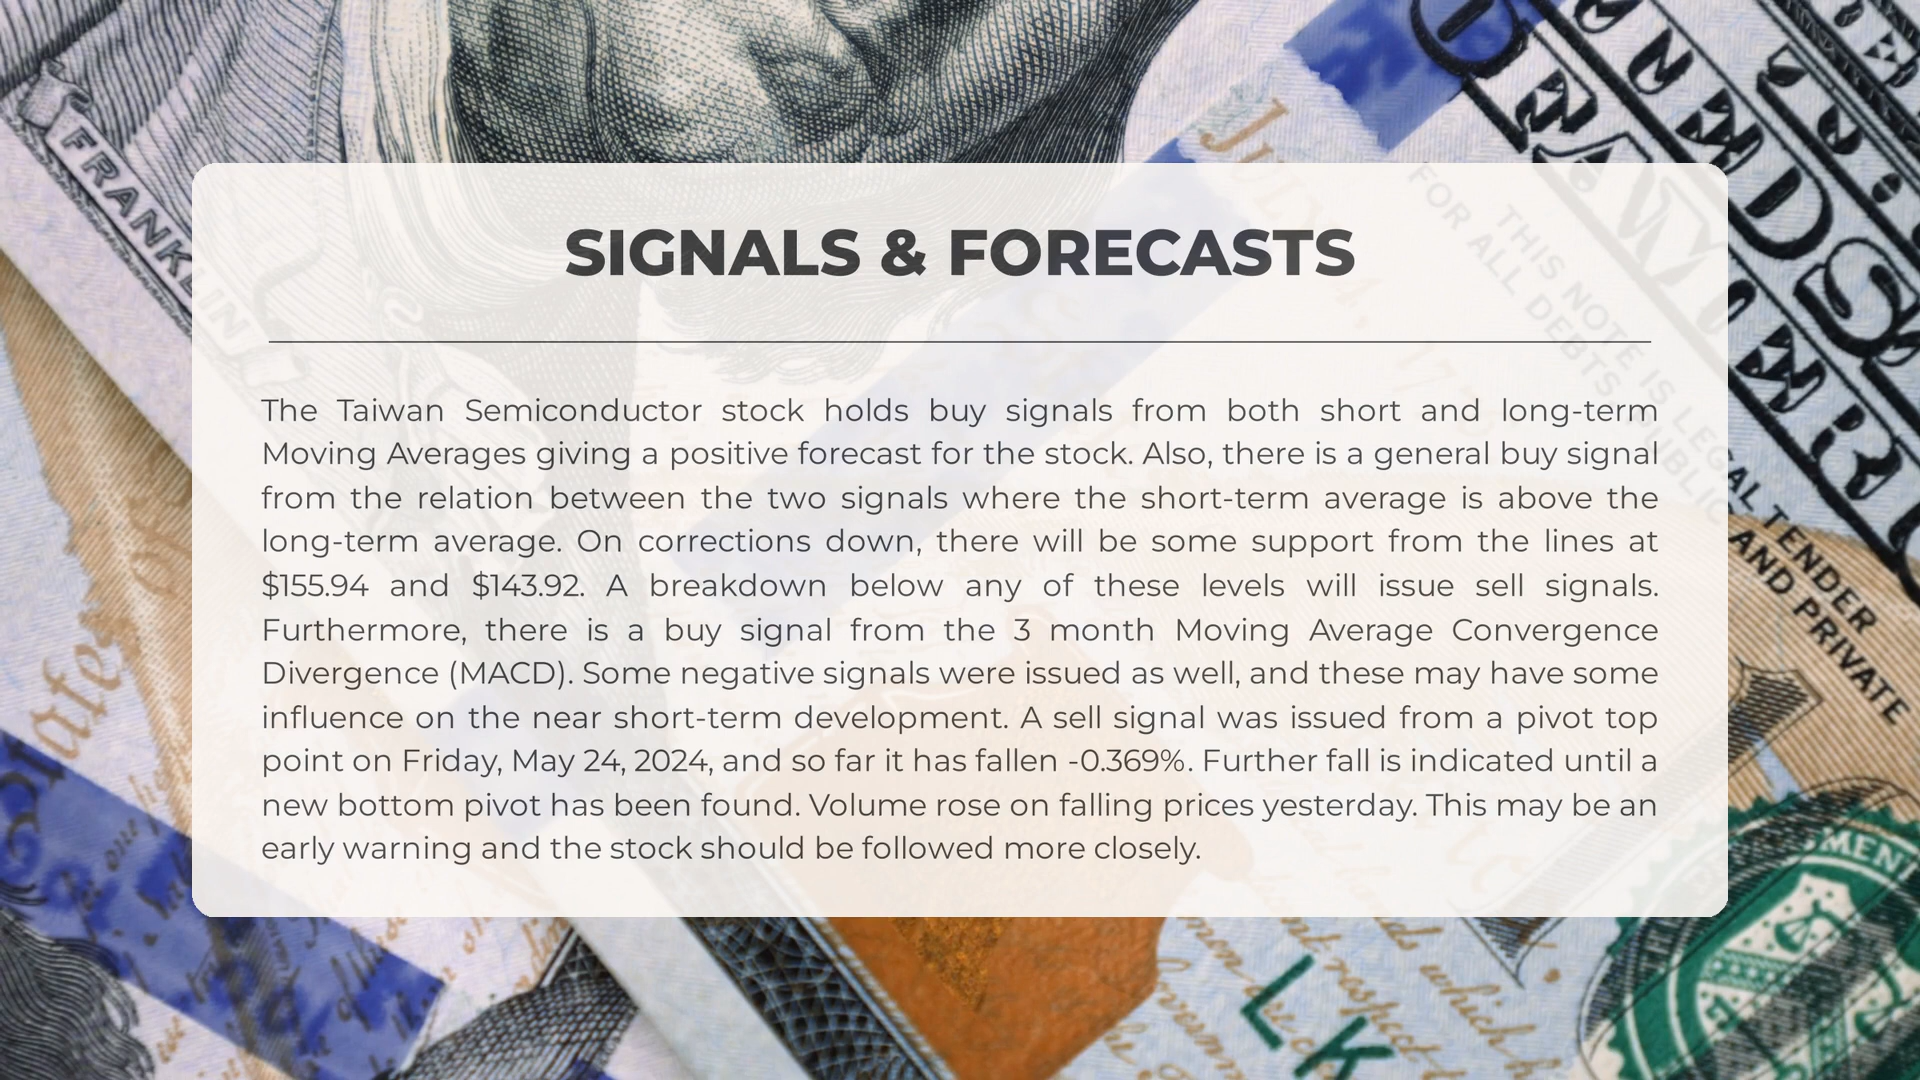 FRANKLIN
JULY 4, 177
THIS NOTE IS LEGAL TENDER
FOR ALL DEBTS, PUBLIC AND PRIVATE
SIGNALS & FORECASTS
The Taiwan Semiconductor stock holds buy signals from both short and long-term
Moving Averages giving a positive forecast for the stock. Also, there is a general buy signal
from the relation between the two signals where the short-term average is above the
long-term average. On corrections down, there will be some support from the lines at
$155.94 and $143.92. A breakdown below any of these levels will issue sell signals.
Furthermore, there is a buy signal from the 3 month Moving Average Convergence
Divergence (MACD). Some negative signals were issued as well, and these may have some
influence on the near short-term development. A sell signal was issued from a pivot top
point on Friday, May 24, 2024, and so far it has fallen -0.369%. Further fall is indicated until a
new bottom pivot has been found. Volume rose on falling prices yesterday. This may be an
early warning and the stock should be followed more closely.
LK